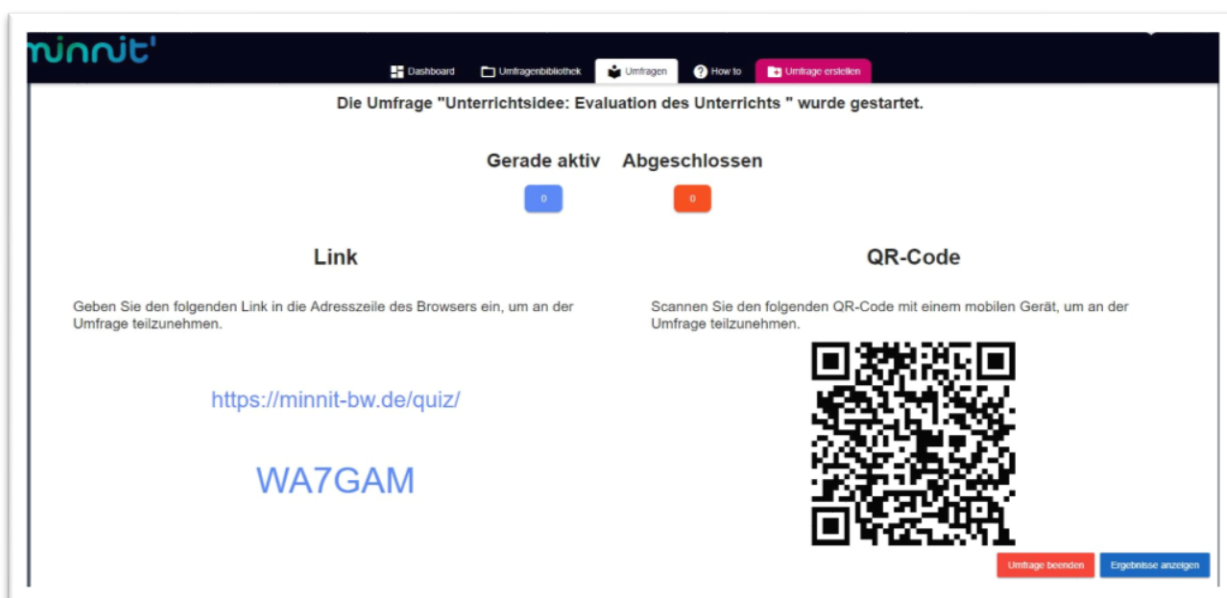 minnit'
Dashboard Umfragenbibliothek Umfragen ? How to Umfrage erstellen
Die Umfrage "Unterrichtsidee: Evaluation des Unterrichts " wurde gestartet.
Gerade aktiv Abgeschlossen
0 0
Link
Geben Sie den folgenden Link in die Adresszeile des Browsers ein, um an der
Umfrage teilzunehmen.
https://minnit-bw.de/quiz/
WA7GAM
QR-Code
Scannen Sie den folgenden QR-Code mit einem mobilen Gerät, um an der
Umfrage teilzunehmen.
Umfrage beenden Ergebnisse anzeigen